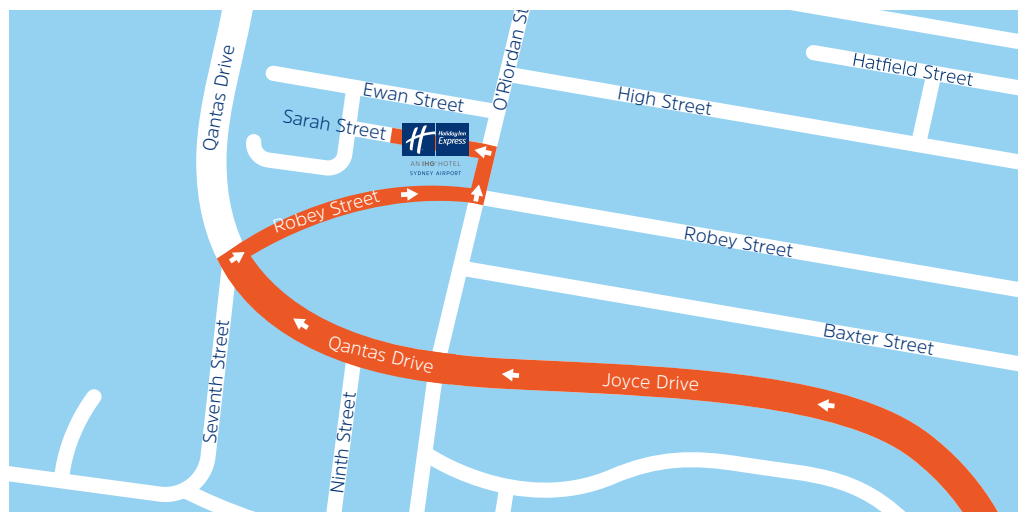 O'Riordan St
Qantas Drive
Hatfield Street
Ewan Street
High Street
Sarah Street
H
Holiday Inn
Express
AN IHG® HOTEL
SYDNEY AIRPORT
Robey Street
Robey Street
Baxter Street
Qantas Drive
Joyce Drive
Seventh Street
Ninth Street